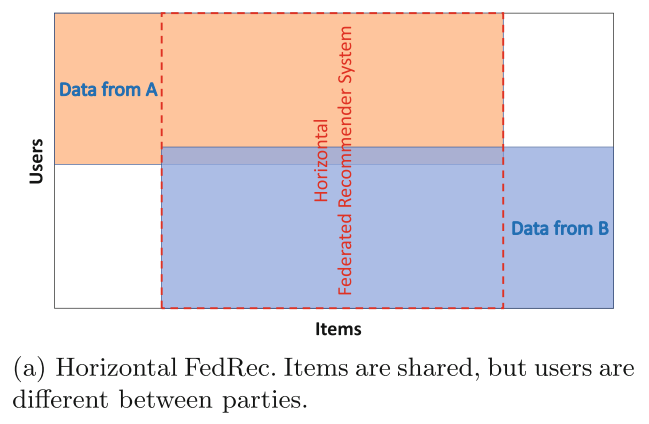 Data from A
Horizontal
Federated Recommender System
Users
Data from B
Items
(a) Horizontal FedRec. Items are shared, but users are
different between parties.